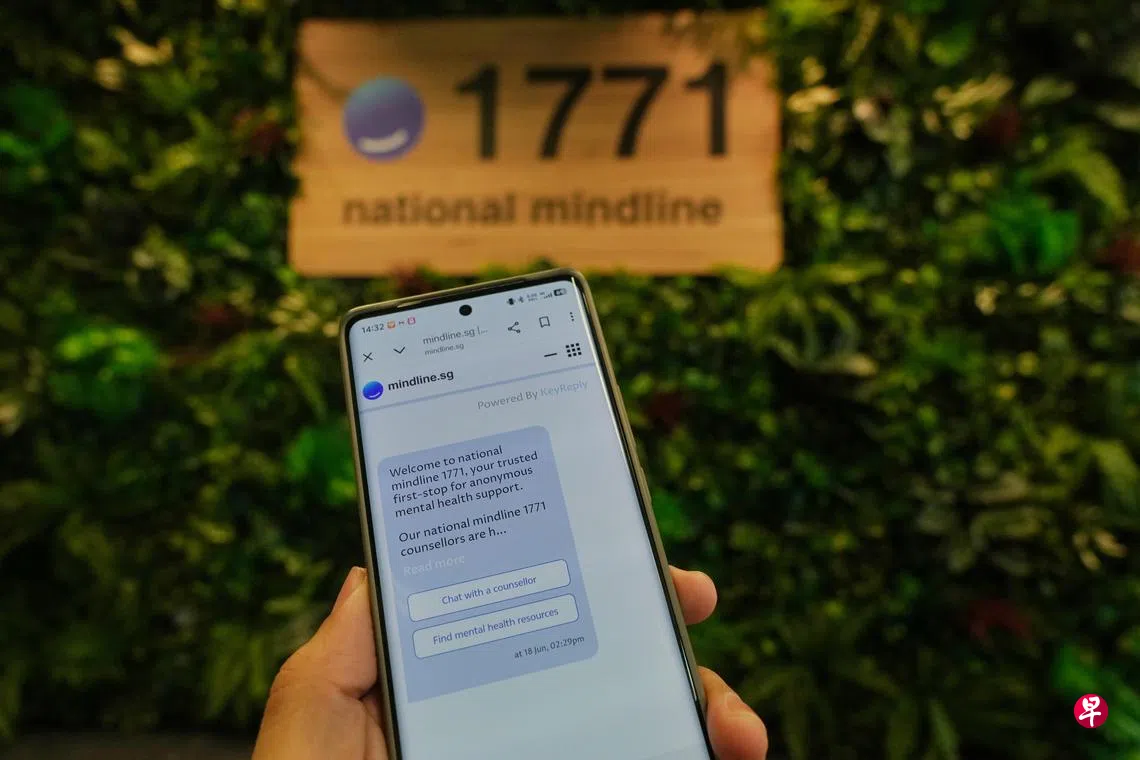 1771
national mindline
14:32
mindline.sg |...
mindline.sg
mindline.sg
Powered By KeyReply
Welcome to national
mindline 1771, your trusted
first-stop for anonymous
mental health support.
Our national mindline 1771
counsellors are h...
Read more
Chat with a counsellor
Find mental health resources
at 18 Jun, 02:29pm
早